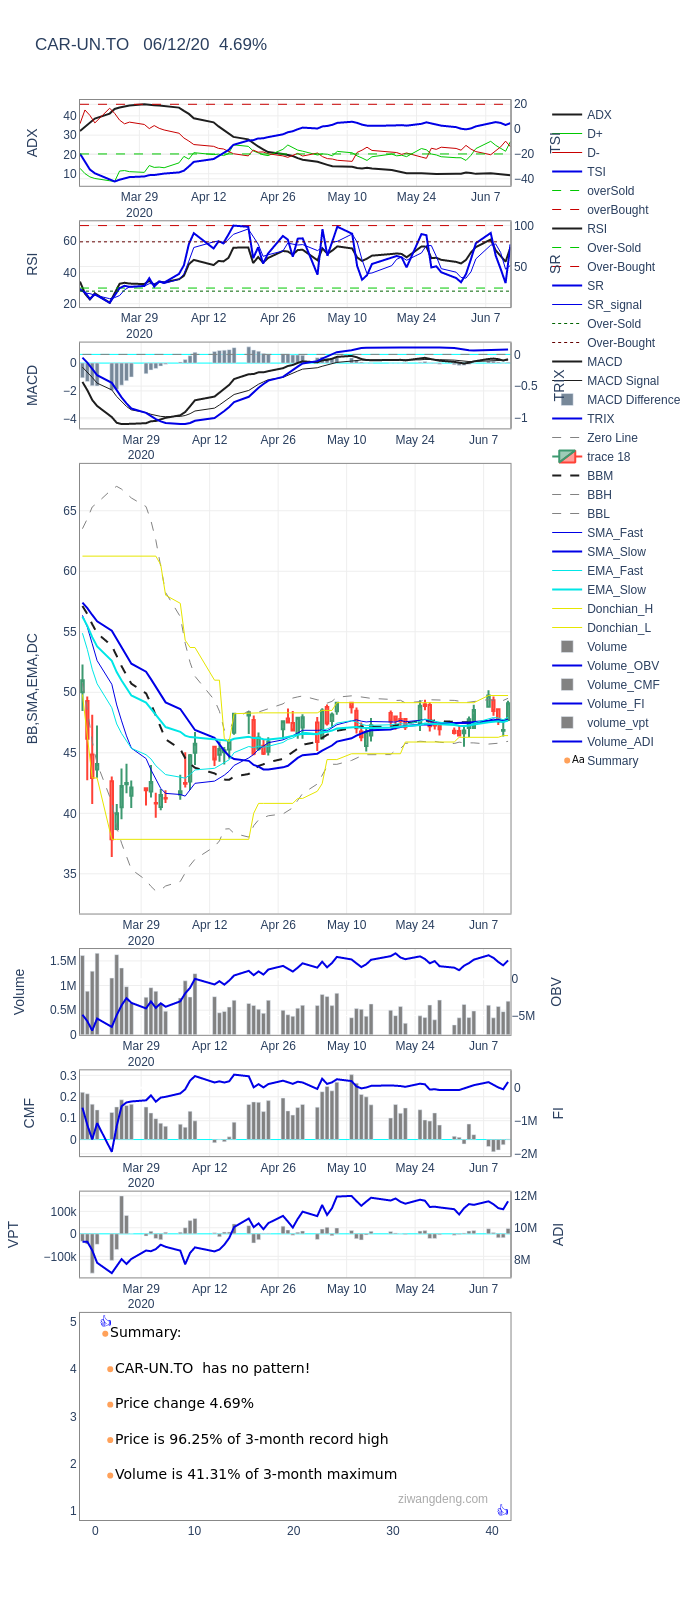 CAR-UN.TO   06/12/20  4.69%
ADX
40
30
20
10
20
0
−20
−40
TSI
Mar 29
2020
Apr 12
Apr 26
May 10
May 24
Jun 7
RSI
60
40
20
100
50
SR
Mar 29
2020
Apr 12
Apr 26
May 10
May 24
Jun 7
MACD
0
−2
−4
0
−0.5
−1
TRIX
Mar 29
2020
Apr 12
Apr 26
May 10
May 24
Jun 7
BB,SMA,EMA,DC
65
60
55
50
45
40
35
Mar 29
2020
Apr 12
Apr 26
May 10
May 24
Jun 7
Volume
1.5M
1M
0.5M
0
0
−5M
OBV
Mar 29
2020
Apr 12
Apr 26
May 10
May 24
Jun 7
CMF
0.3
0.2
0.1
0
0
−1M
−2M
FI
Mar 29
2020
Apr 12
Apr 26
May 10
May 24
Jun 7
VPT
100k
0
−100k
12M
10M
8M
ADI
Mar 29
2020
Apr 12
Apr 26
May 10
May 24
Jun 7
5
4
3
2
1
👍
Summary:
CAR-UN.TO  has no pattern!
Price change 4.69%
Price is 96.25% of 3-month record high
Volume is 41.31% of 3-month maximum
ziwangdeng.com
👍
0
10
20
30
40
ADX
D+
D-
TSI
overSold
overBought
RSI
Over-Sold
Over-Bought
SR
SR_signal
Over-Sold
Over-Bought
MACD
MACD Signal
MACD Difference
TRIX
Zero Line
trace 18
BBM
BBH
BBL
SMA_Fast
SMA_Slow
EMA_Fast
EMA_Slow
Donchian_H
Donchian_L
Volume
Volume_OBV
Volume_CMF
Volume_FI
volume_vpt
Volume_ADI
Aa Summary